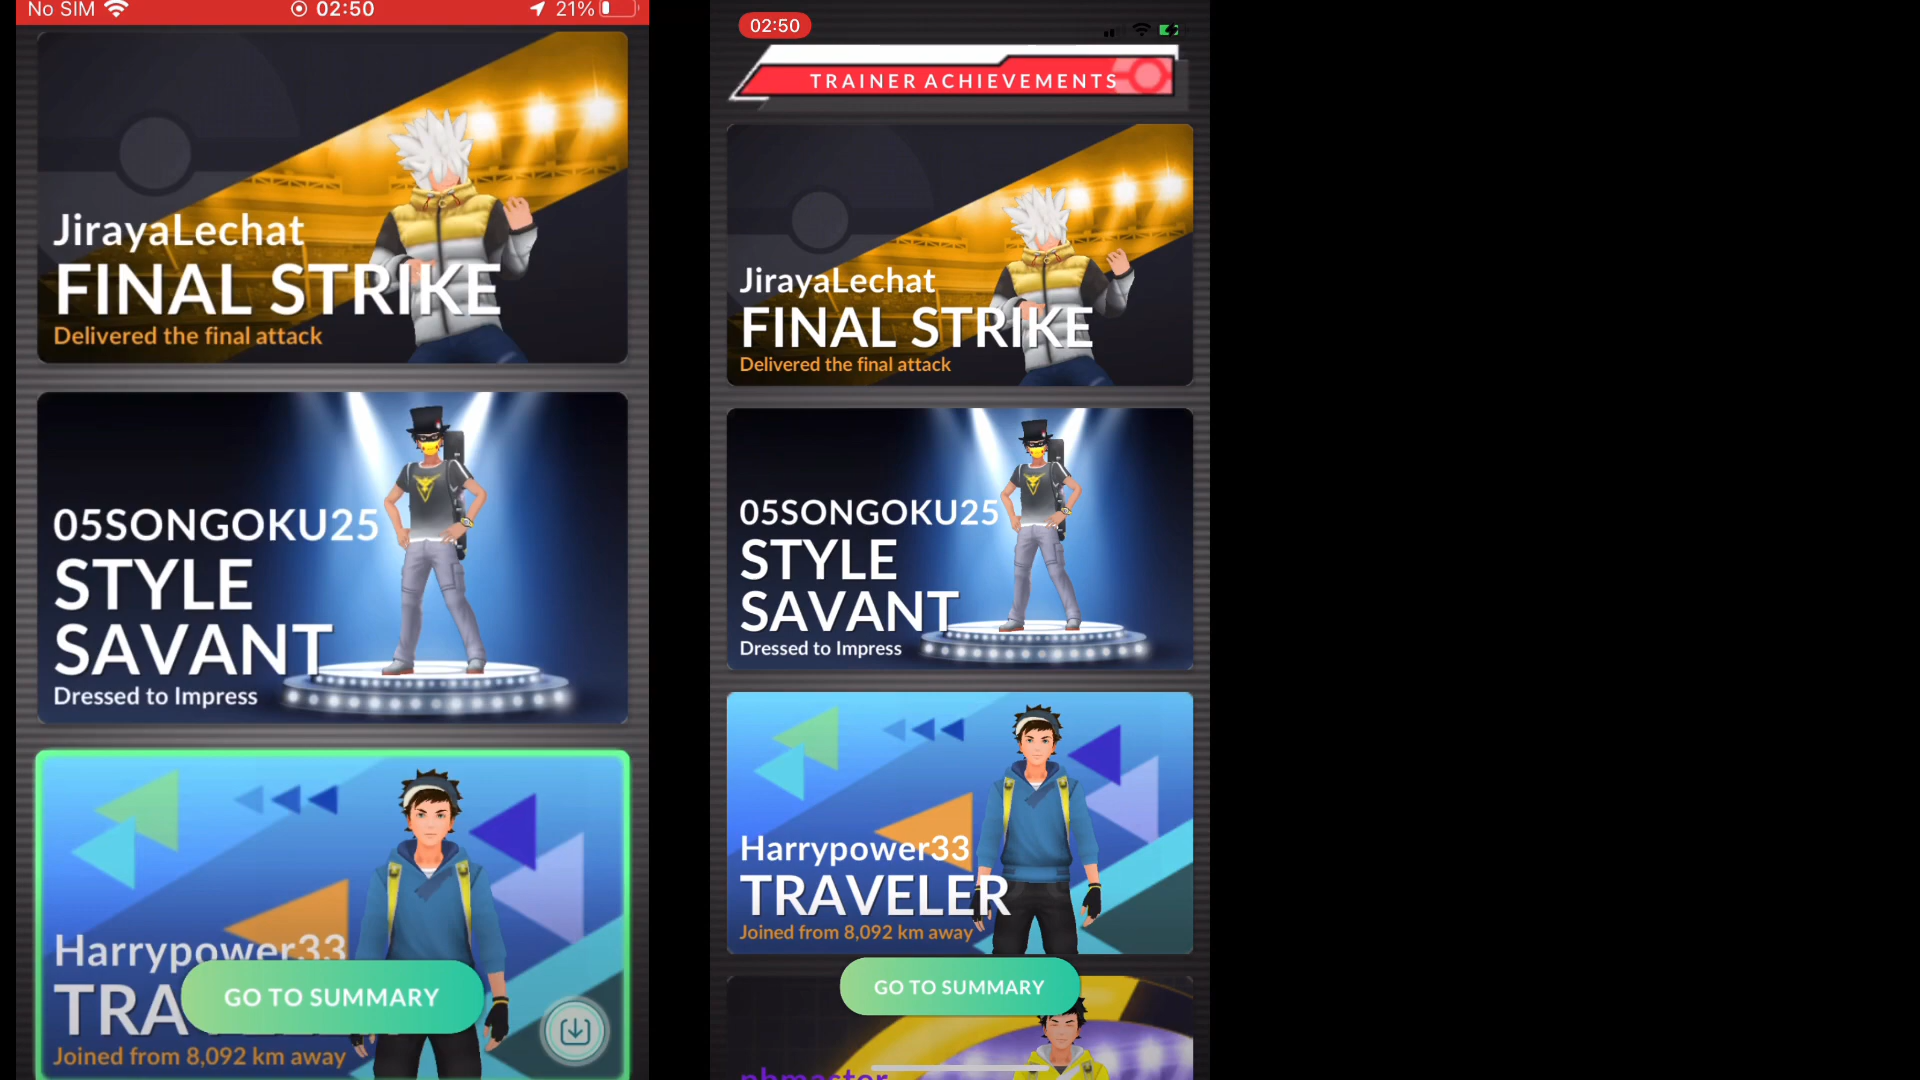 No SIM
02:50
21%
JirayaLechat
FINAL STRIKE
Delivered the final attack
05SONGOKU25
STYLE
SAVANT
Dressed to Impress
Harrypower33
GO TO SUMMARY
Joined from 8,092 km away
02:50
TRAINER ACHIEVEMENTS
JirayaLechat
FINAL STRIKE
Delivered the final attack
05SONGOKU25
STYLE
SAVANT
Dressed to Impress
Harrypower33
TRAVELER
Joined from 8,092 km away
GO TO SUMMARY